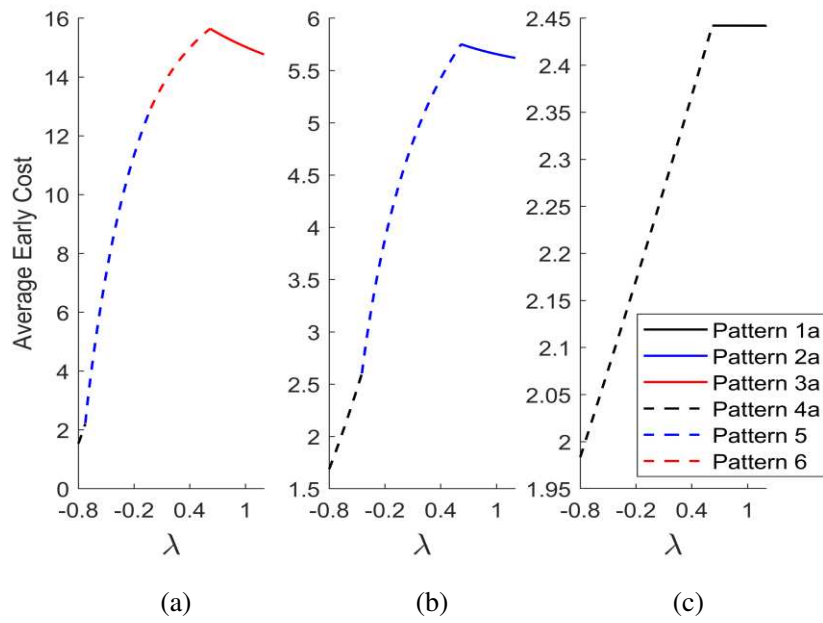 Average Early Cost
16
14
12
10
8
6
4
2
0
-0.8 -0.2 0.4 1
λ
(a)
6
5.5
5
4.5
4
3.5
3
2.5
2
1.5
-0.8 -0.2 0.4 1
λ
(b)
2.45
2.4
2.35
2.3
2.25
2.2
2.15
2.1
2.05
2
1.95
-0.8 -0.2 0.4 1
λ
(c)
Pattern 1a
Pattern 2a
Pattern 3a
Pattern 4a
Pattern 5
Pattern 6